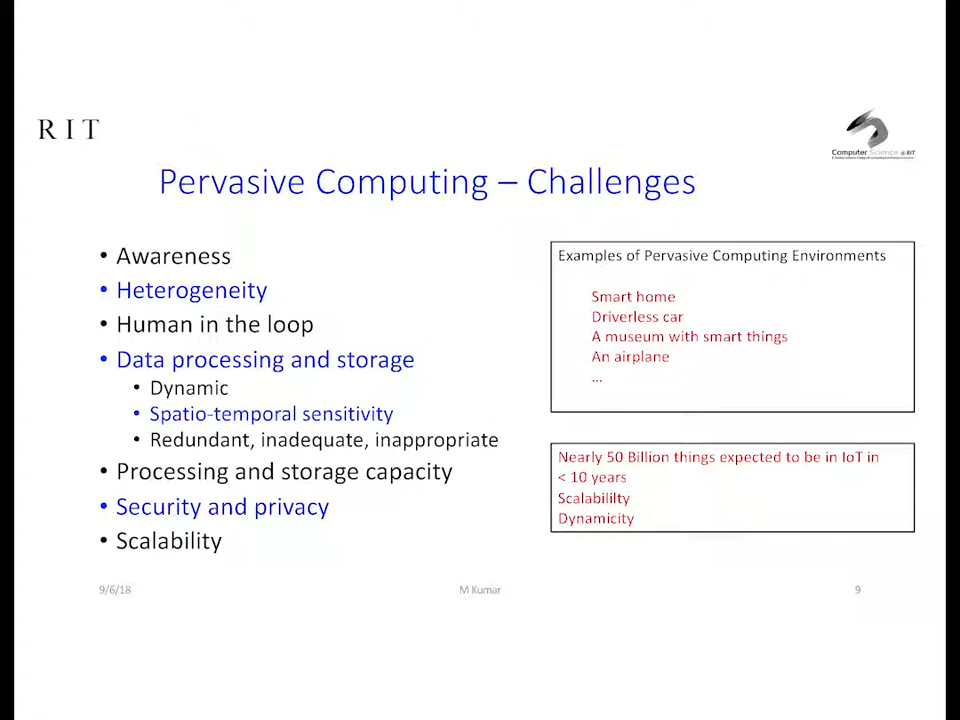 R I T
Computer Science @ RIT
Pervasive Computing – Challenges
• Awareness
• Heterogeneity
• Human in the loop
• Data processing and storage
• Dynamic
• Spatio-temporal sensitivity
• Redundant, inadequate, inappropriate
• Processing and storage capacity
• Security and privacy
• Scalability
Examples of Pervasive Computing Environments
Smart home
Driverless car
A museum with smart things
An airplane
...
Nearly 50 Billion things expected to be in IoT in
< 10 years
Scalabililty
Dynamicity
9/6/18
M Kumar
9